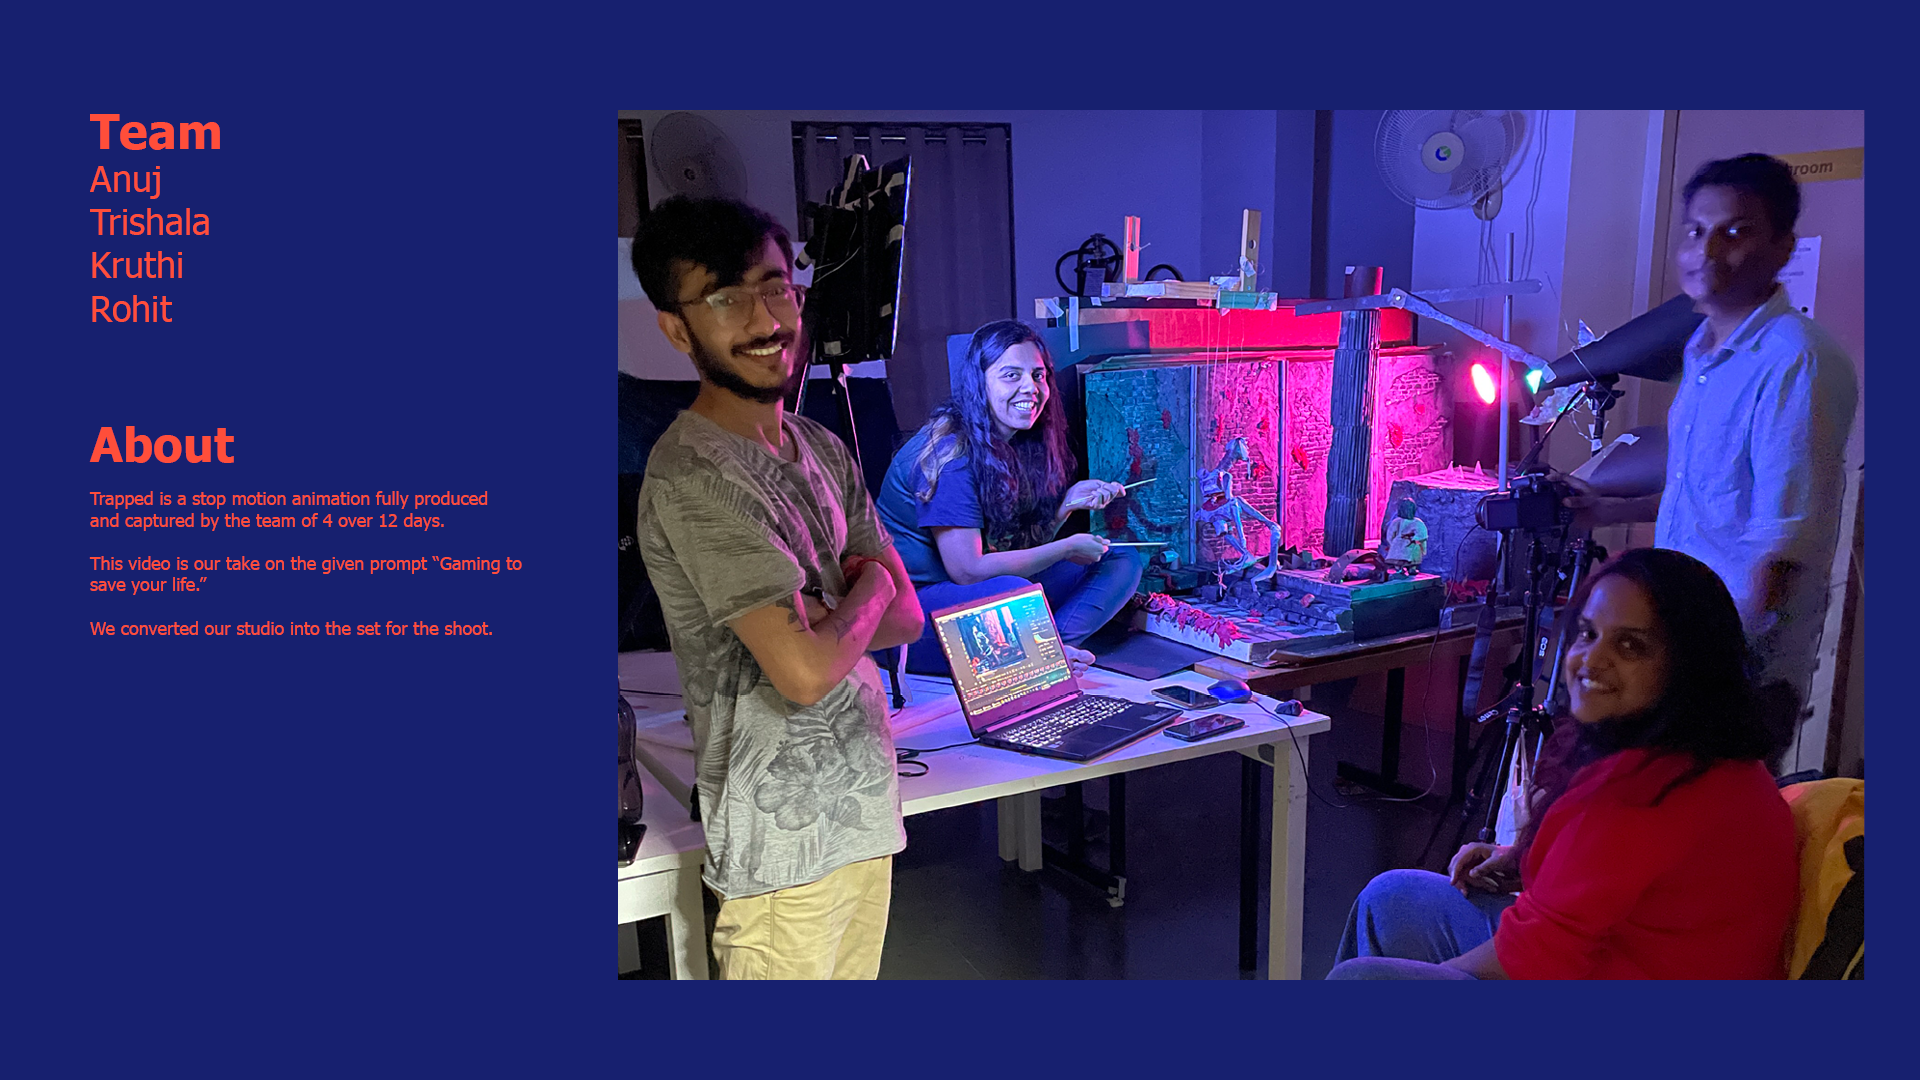 Team
Anuj
Trishala
Kruthi
Rohit
About
Trapped is a stop motion animation fully produced
and captured by the team of 4 over 12 days.
This video is our take on the given prompt “Gaming to
save your life.”
We converted our studio into the set for the shoot.